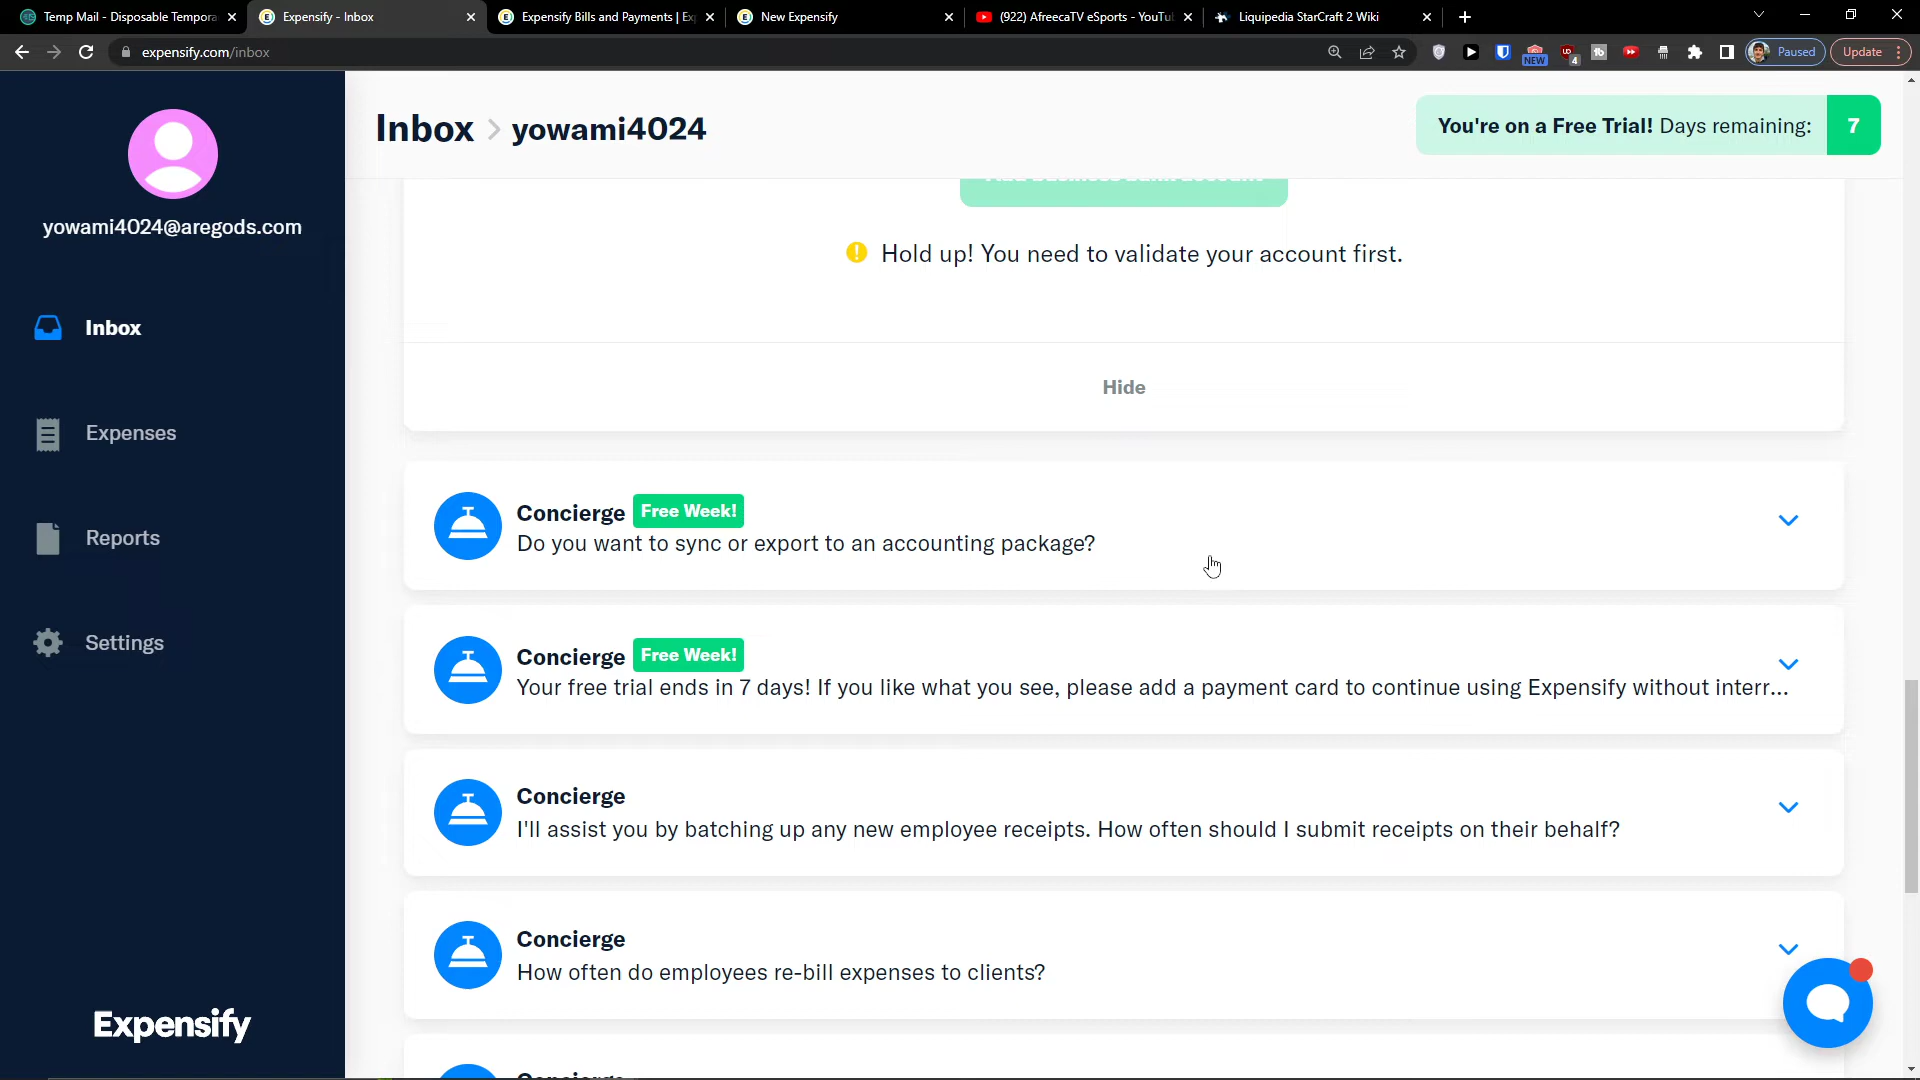 Temp Mail - Disposable Tempora
Expensify - Inbox
Expensify Bills and Payments | Ex
New Expensify
(922) AfreecaTV eSports - YouTu
Liquipedia StarCraft 2 Wiki
expensify.com/inbox
NEW
4
Paused
Update
yowami4024@aregods.com
Inbox
Expenses
Reports
Settings
Expensify
Inbox > yowami4024
You're on a Free Trial! Days remaining: 7
Hold up! You need to validate your account first.
Hide
Concierge Free Week!
Do you want to sync or export to an accounting package?
Concierge Free Week!
Your free trial ends in 7 days! If you like what you see, please add a payment card to continue using Expensify without interr...
Concierge
I'll assist you by batching up any new employee receipts. How often should I submit receipts on their behalf?
Concierge
How often do employees re-bill expenses to clients?